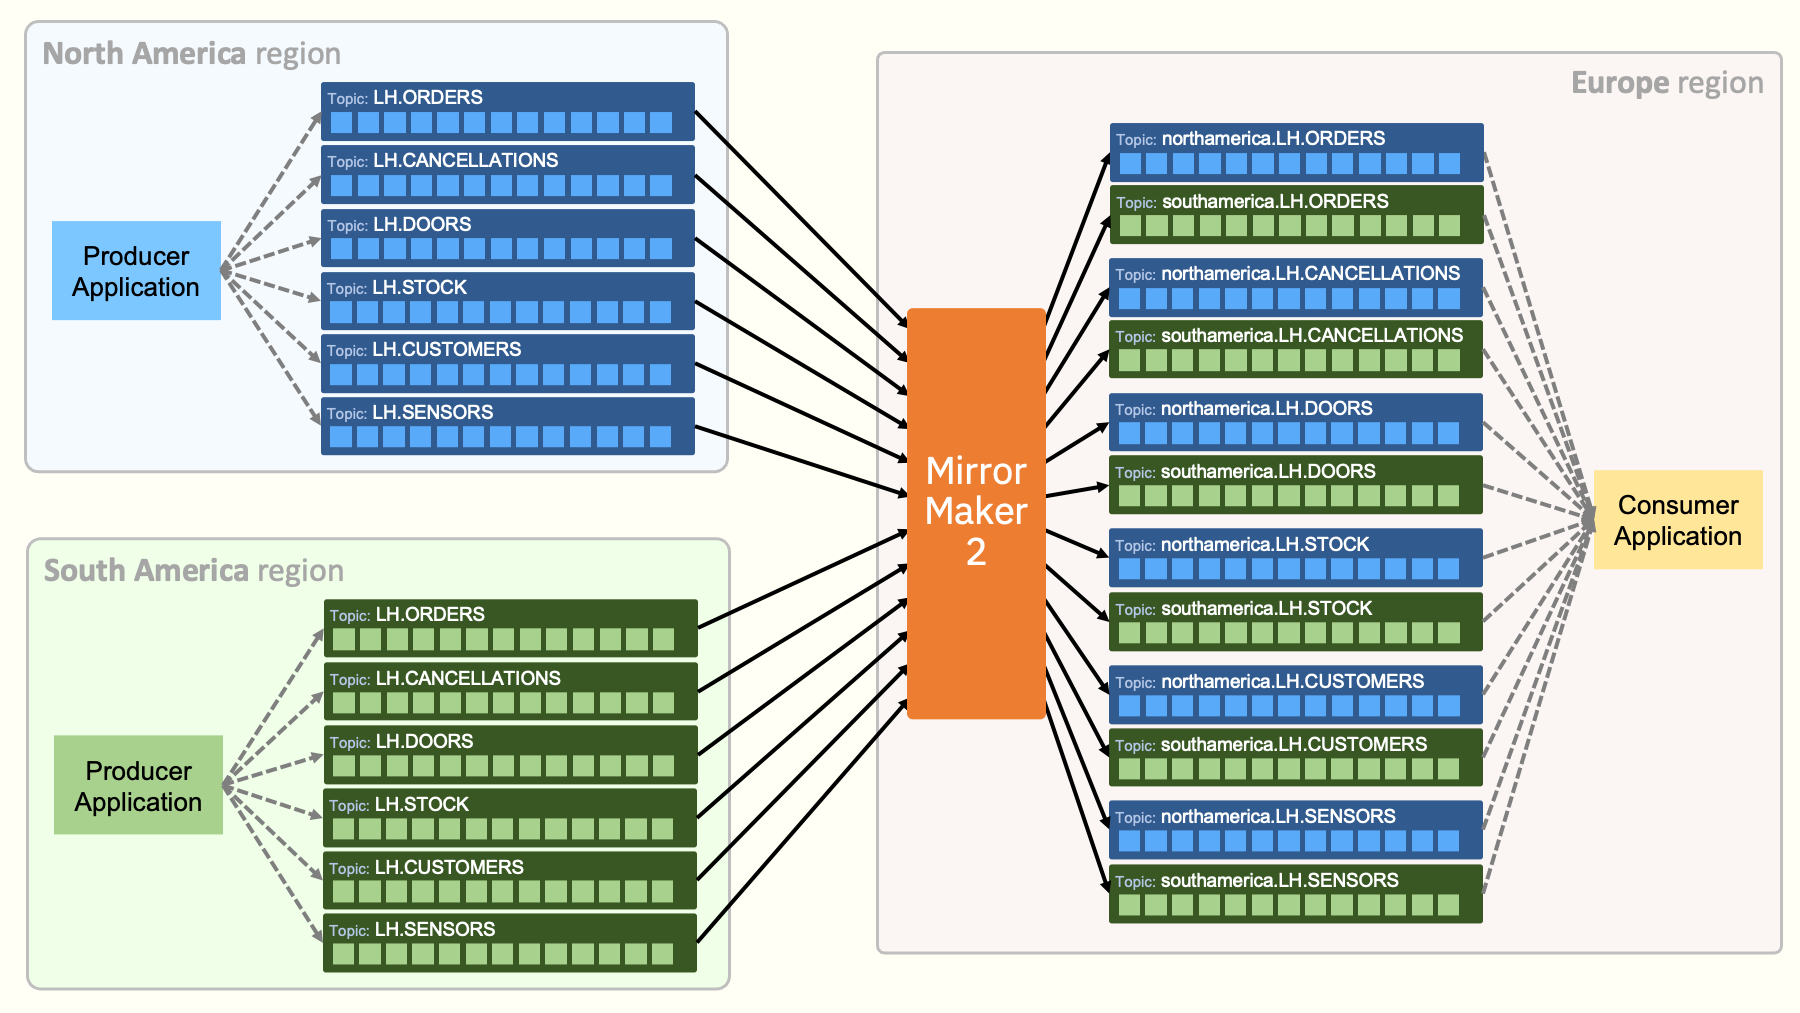 North America region
Topic: LH.ORDERS
Topic: LH.CANCELLATIONS
Topic: LH.DOORS
Topic: LH.STOCK
Topic: LH.CUSTOMERS
Topic: LH.SENSORS
Producer
Application
South America region
Topic: LH.ORDERS
Topic: LH.CANCELLATIONS
Topic: LH.DOORS
Topic: LH.STOCK
Topic: LH.CUSTOMERS
Topic: LH.SENSORS
Producer
Application
Mirror
Maker
2
Europe region
Topic: northamerica.LH.ORDERS
Topic: southamerica.LH.ORDERS
Topic: northamerica.LH.CANCELLATIONS
Topic: southamerica.LH.CANCELLATIONS
Topic: northamerica.LH.DOORS
Topic: southamerica.LH.DOORS
Topic: northamerica.LH.STOCK
Topic: southamerica.LH.STOCK
Topic: northamerica.LH.CUSTOMERS
Topic: southamerica.LH.CUSTOMERS
Topic: northamerica.LH.SENSORS
Topic: southamerica.LH.SENSORS
Consumer
Application